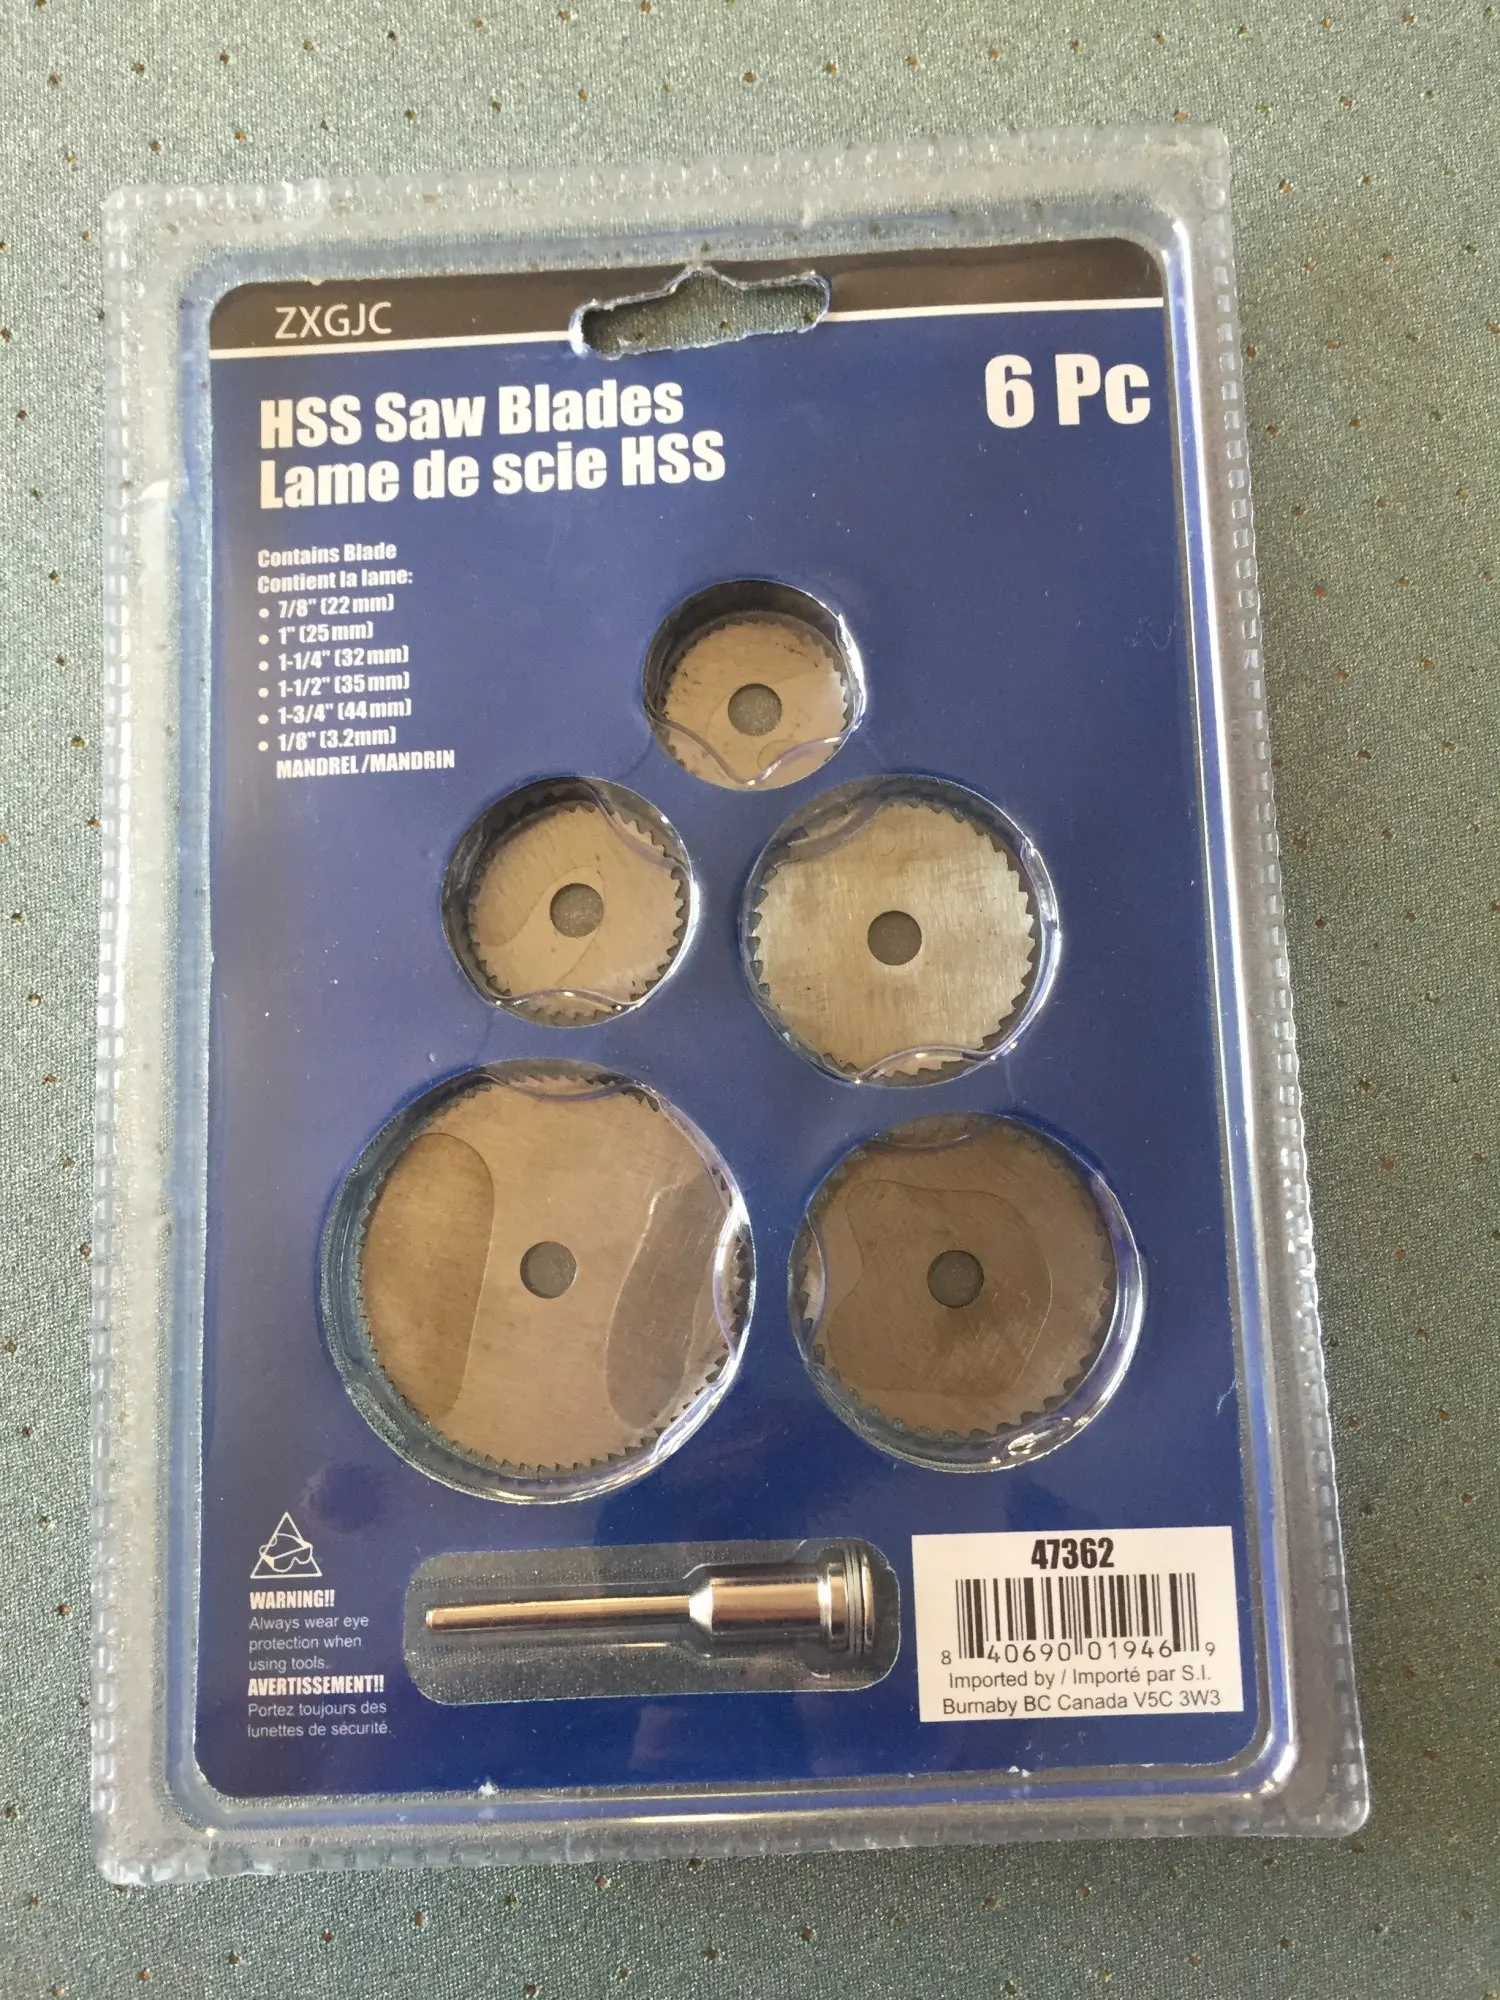 ZXGJC
HSS Saw Blades
Lame de scie HSS
6 Pc
Contains Blade
Contient la lame:
• 7/8" (22mm)
• 1" (25mm)
• 1-1/4" (32mm)
• 1-1/2" (35mm)
• 1-3/4" (44mm)
• 1/8" (3.2mm)
MANDREL/MANDRIN
WARNING!!
Always wear eye
protection when
using tools.
AVERTISSEMENT!!
Portez toujours des
lunettes de sécurité.
47362
8 40690 01946 9
Imported by / Importé par S.I.
Burnaby BC Canada V5C 3W3